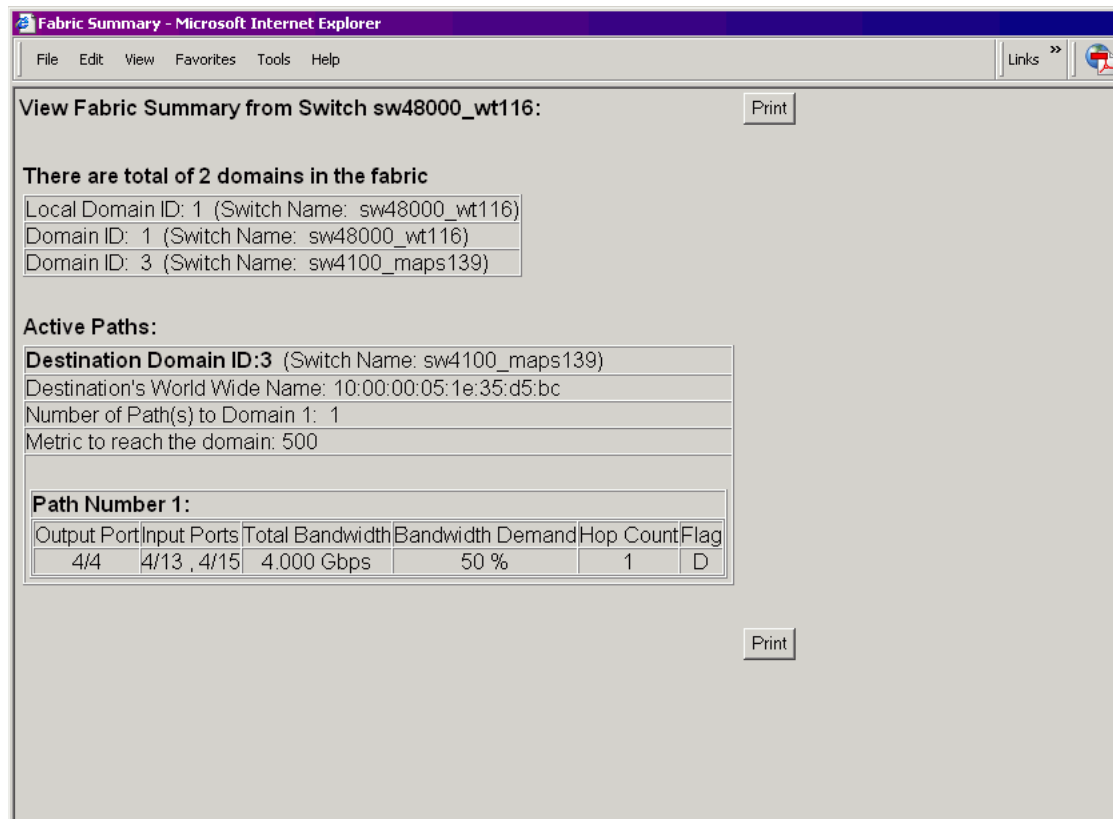 Fabric Summary - Microsoft Internet Explorer
File Edit View Favorites Tools Help Links »
View Fabric Summary from Switch sw48000_wt116: Print
There are total of 2 domains in the fabric
Local Domain ID: 1 (Switch Name: sw48000_wt116)
Domain ID: 1 (Switch Name: sw48000_wt116)
Domain ID: 3 (Switch Name: sw4100_maps139)
Active Paths:
Destination Domain ID:3 (Switch Name: sw4100_maps139)
Destination's World Wide Name: 10:00:00:05:1e:35:d5:bc
Number of Path(s) to Domain 1: 1
Metric to reach the domain: 500
Path Number 1:
Output Port Input Ports Total Bandwidth Bandwidth Demand Hop Count Flag
4/4 4/13 , 4/15 4.000 Gbps 50 % 1 D
Print